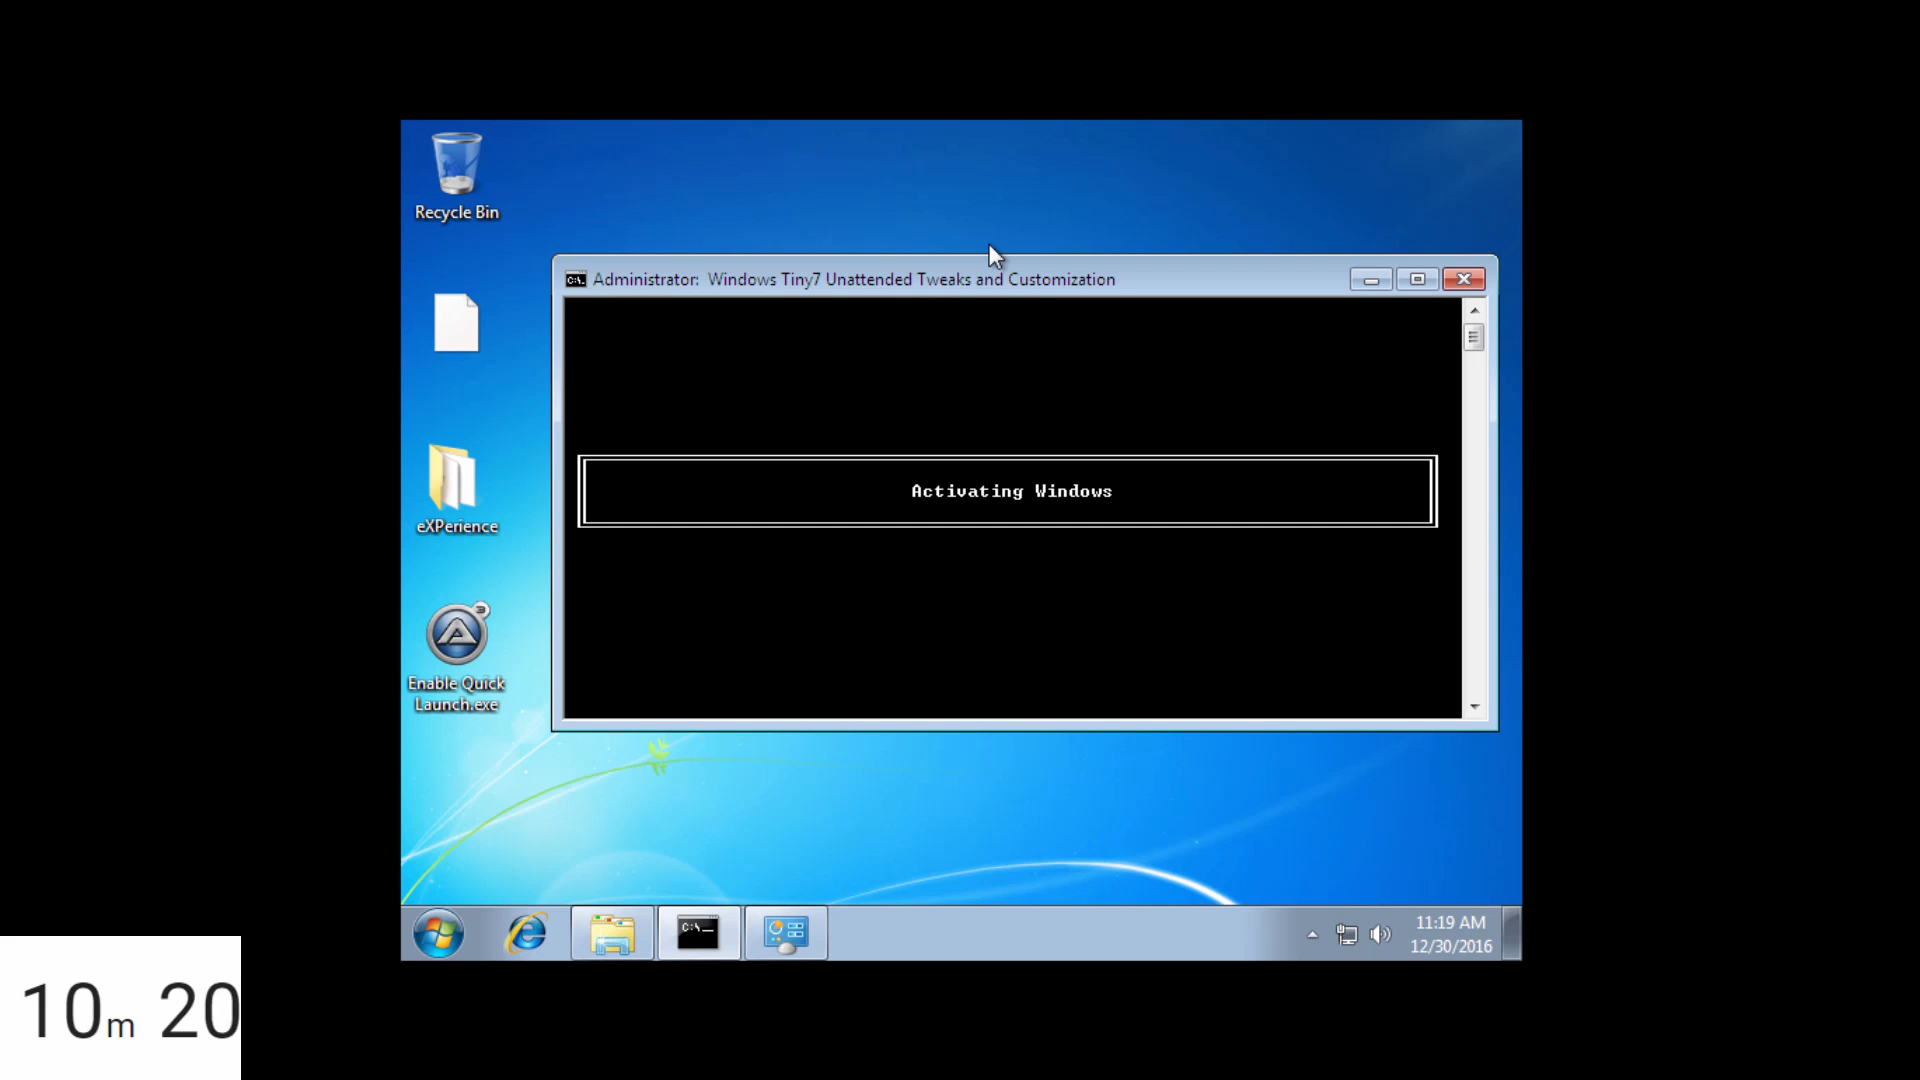 Recycle Bin
Administrator:  Windows Tiny7 Unattended Tweaks and Customization
Activating Windows
eXPerience
Enable Quick
Launch.exe
11:19 AM
12/30/2016
10m 20